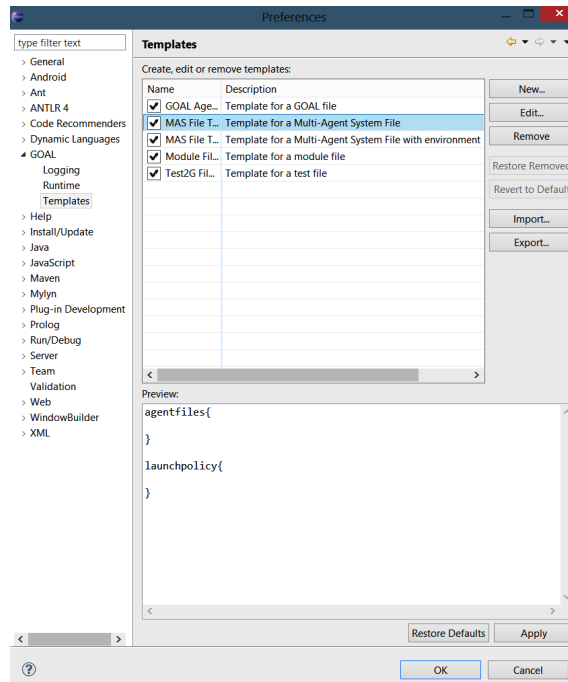 Preferences
type filter text
Templates
General
Android
Ant
ANTLR 4
Code Recommenders
Dynamic Languages
GOAL
Logging
Runtime
Templates
Help
Install/Update
Java
JavaScript
Maven
Mylyn
Plug-in Development
Prolog
Run/Debug
Server
Team
Validation
Web
WindowBuilder
XML
Create, edit or remove templates:
Name Description
GOAL Age... Template for a GOAL file
MAS File T... Template for a Multi-Agent System File
MAS File T... Template for a Multi-Agent System File with environment
Module Fil... Template for a module file
Test2G Fil... Template for a test file
New...
Edit...
Remove
Restore Removed
Revert to Default
Import...
Export...
Preview:
agentfiles{
}
launchpolicy{
}
Restore Defaults
Apply
OK
Cancel